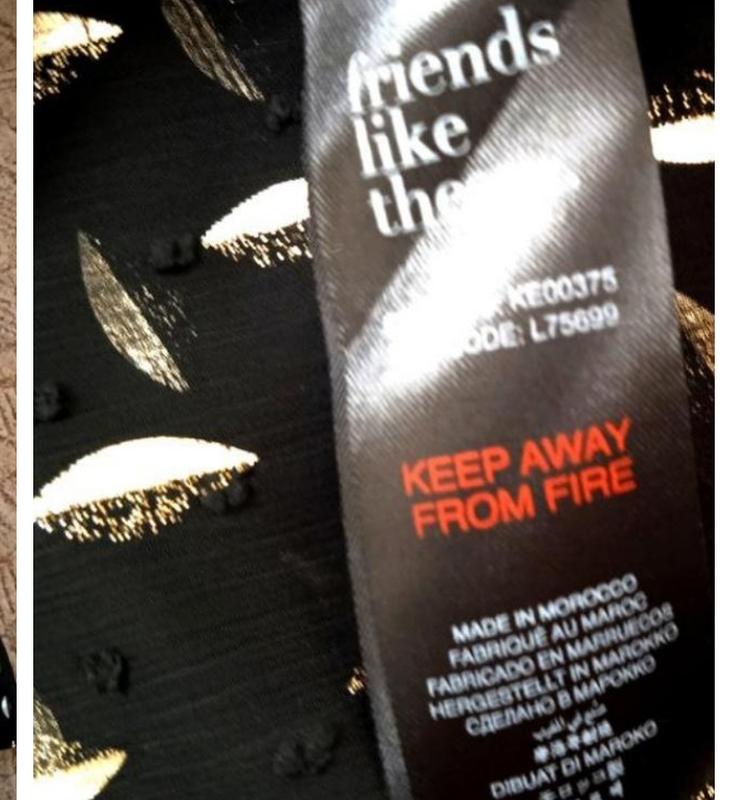 friends
like
the
KE00375
ODE: L75699
KEEP AWAY
FROM FIRE
MADE IN MOROCCO
FABRIQUÉ AU MAROC
FABRICADO EN MARRUECOS
HERGESTELLT IN MAROKKO
СДЕЛАНО В МАРОККО
DIBUAT DI MAROKO